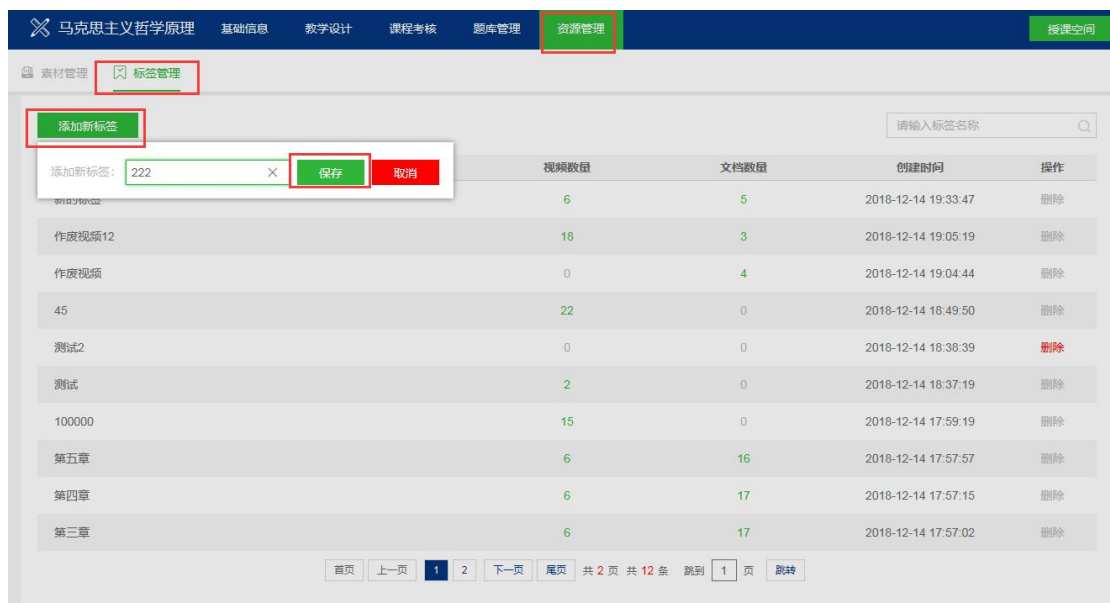 马克思主义哲学原理 基础信息 教学设计 课程考核 题库管理 资源管理 授课空间
素材管理 标签管理
添加新标签 请输入标签名称
添加新标签: 222 保存 取消 视频数量 文档数量 创建时间 操作
新的标签 6 5 2018-12-14 19:33:47 删除
作废视频12 18 3 2018-12-14 19:05:19 删除
作废视频 0 4 2018-12-14 19:04:44 删除
45 22 0 2018-12-14 18:49:50 删除
测试2 0 0 2018-12-14 18:38:39 删除
测试 2 0 2018-12-14 18:37:19 删除
100000 15 0 2018-12-14 17:59:19 删除
第五章 6 16 2018-12-14 17:57:57 删除
第四章 6 17 2018-12-14 17:57:15 删除
第三章 6 17 2018-12-14 17:57:02 删除
首页 上一页 1 2 下一页 尾页 共 2 页 共 12 条 跳到 1 页 跳转